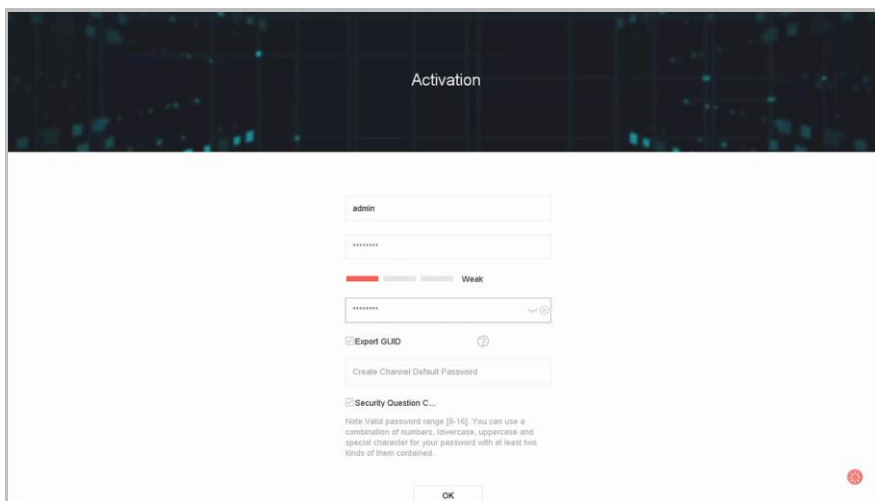 Activation
admin
********
Weak
********
Export GUID
Create Channel Default Password
Security Question C...
Note:Valid password range [8-16]. You can use a
combination of numbers, lowercase, uppercase and
special character for your password with at least two
kinds of them contained.
OK